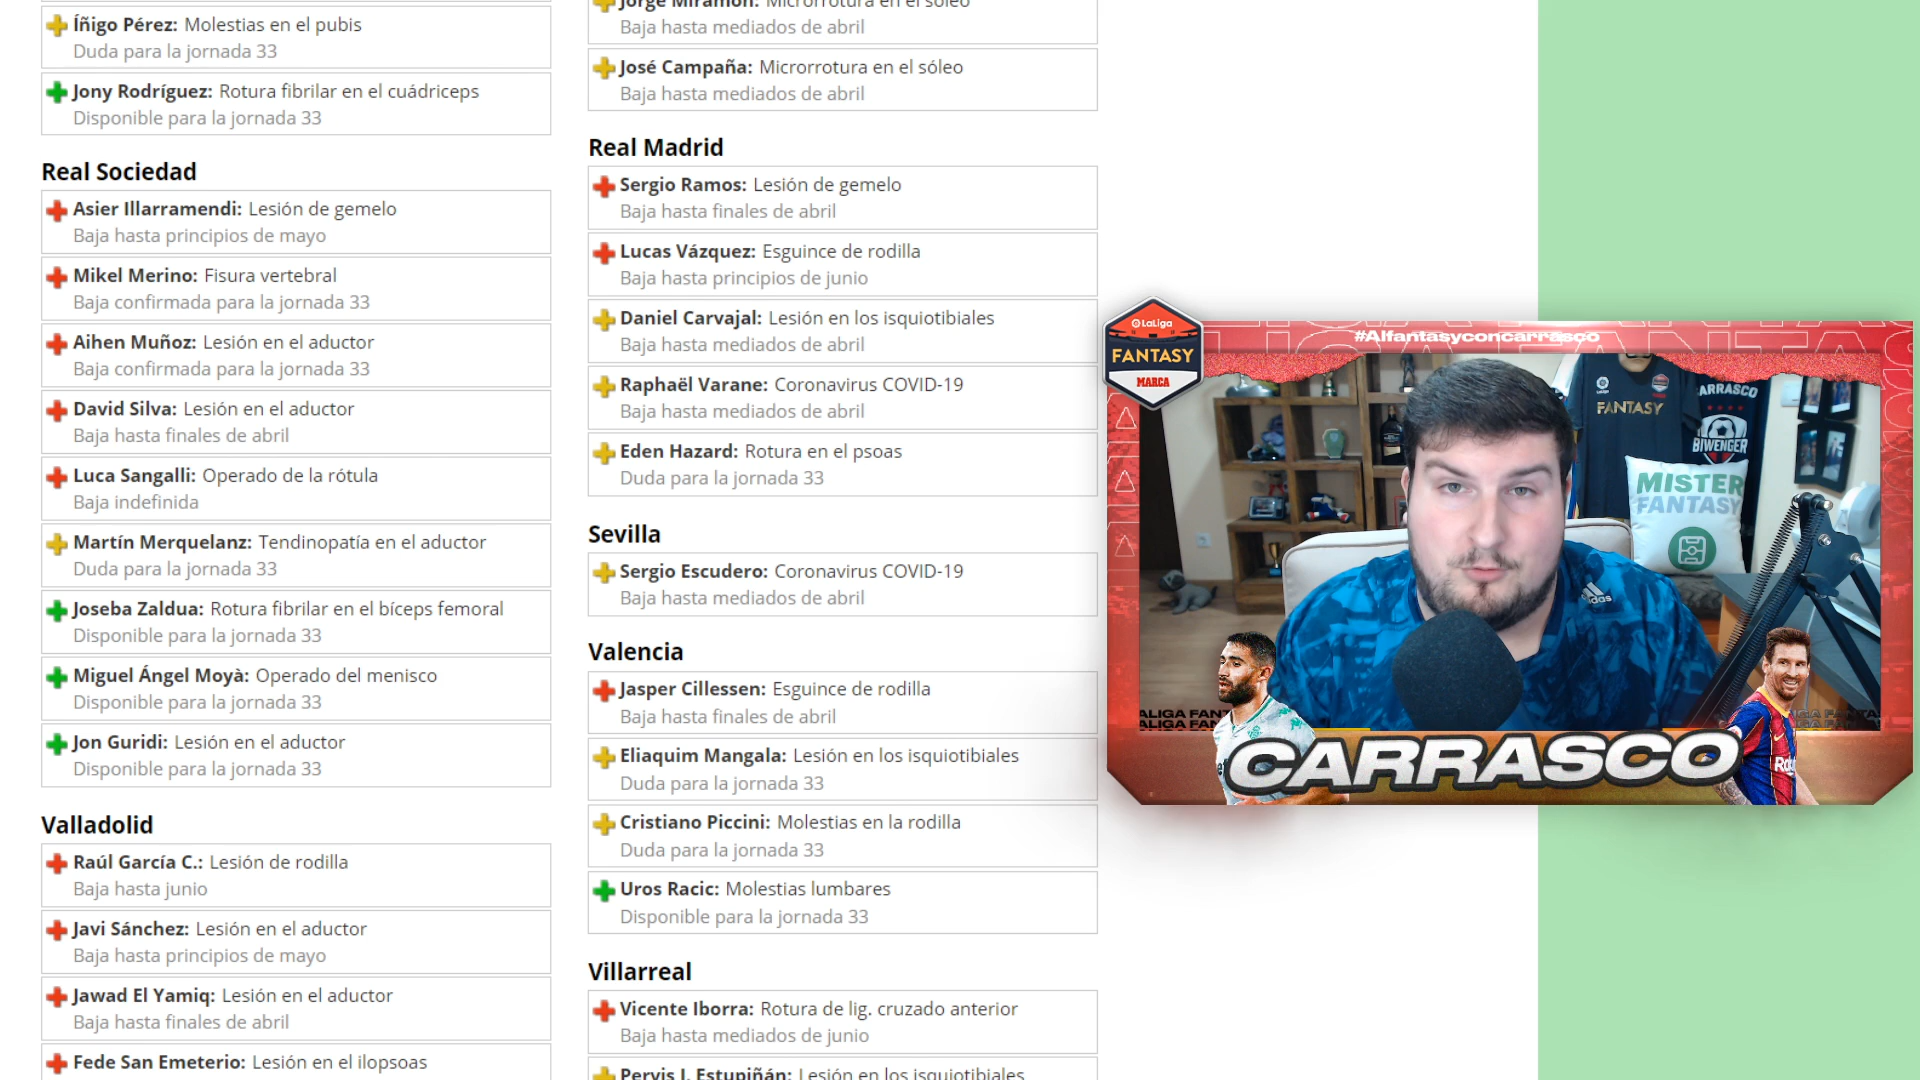 Íñigo Pérez: Molestias en el pubis
Duda para la jornada 33
Jony Rodríguez: Rotura fibrilar en el cuádriceps
Disponible para la jornada 33
Real Sociedad
Asier Illarramendi: Lesión de gemelo
Baja hasta principios de mayo
Mikel Merino: Fisura vertebral
Baja confirmada para la jornada 33
Aihen Muñoz: Lesión en el aductor
Baja confirmada para la jornada 33
David Silva: Lesión en el aductor
Baja hasta finales de abril
Luca Sangalli: Operado de la rótula
Baja indefinida
Martín Merquelanz: Tendinopatía en el aductor
Duda para la jornada 33
Joseba Zaldua: Rotura fibrilar en el bíceps femoral
Disponible para la jornada 33
Miguel Ángel Moyà: Operado del menisco
Disponible para la jornada 33
Jon Guridi: Lesión en el aductor
Disponible para la jornada 33
Valladolid
Raúl García C.: Lesión de rodilla
Baja hasta junio
Javi Sánchez: Lesión en el aductor
Baja hasta principios de mayo
Jawad El Yamiq: Lesión en el aductor
Baja hasta finales de abril
Fede San Emeterio: Lesión en el ilopsoas
Jorge Miramón: Microrrotura en el sóleo
Baja hasta mediados de abril
José Campaña: Microrrotura en el sóleo
Baja hasta mediados de abril
Real Madrid
Sergio Ramos: Lesión de gemelo
Baja hasta finales de abril
Lucas Vázquez: Esguince de rodilla
Baja hasta principios de junio
Daniel Carvajal: Lesión en los isquiotibiales
Baja hasta mediados de abril
Raphaël Varane: Coronavirus COVID-19
Baja hasta mediados de abril
Eden Hazard: Rotura en el psoas
Duda para la jornada 33
Sevilla
Sergio Escudero: Coronavirus COVID-19
Baja hasta mediados de abril
Valencia
Jasper Cillessen: Esguince de rodilla
Baja hasta finales de abril
Eliaquim Mangala: Lesión en los isquiotibiales
Duda para la jornada 33
Cristiano Piccini: Molestias en la rodilla
Duda para la jornada 33
Uros Racic: Molestias lumbares
Disponible para la jornada 33
Villarreal
Vicente Iborra: Rotura de lig. cruzado anterior
Baja hasta mediados de junio
Pervis J. Estupiñán: Lesión en los isquiotibiales
LaLiga
FANTASY
MARCA
#Alfantasyconcarrasco
FANTASY
CARRASCO
BIWENGER
MISTER
FANTASY
adidas
CARRASCO